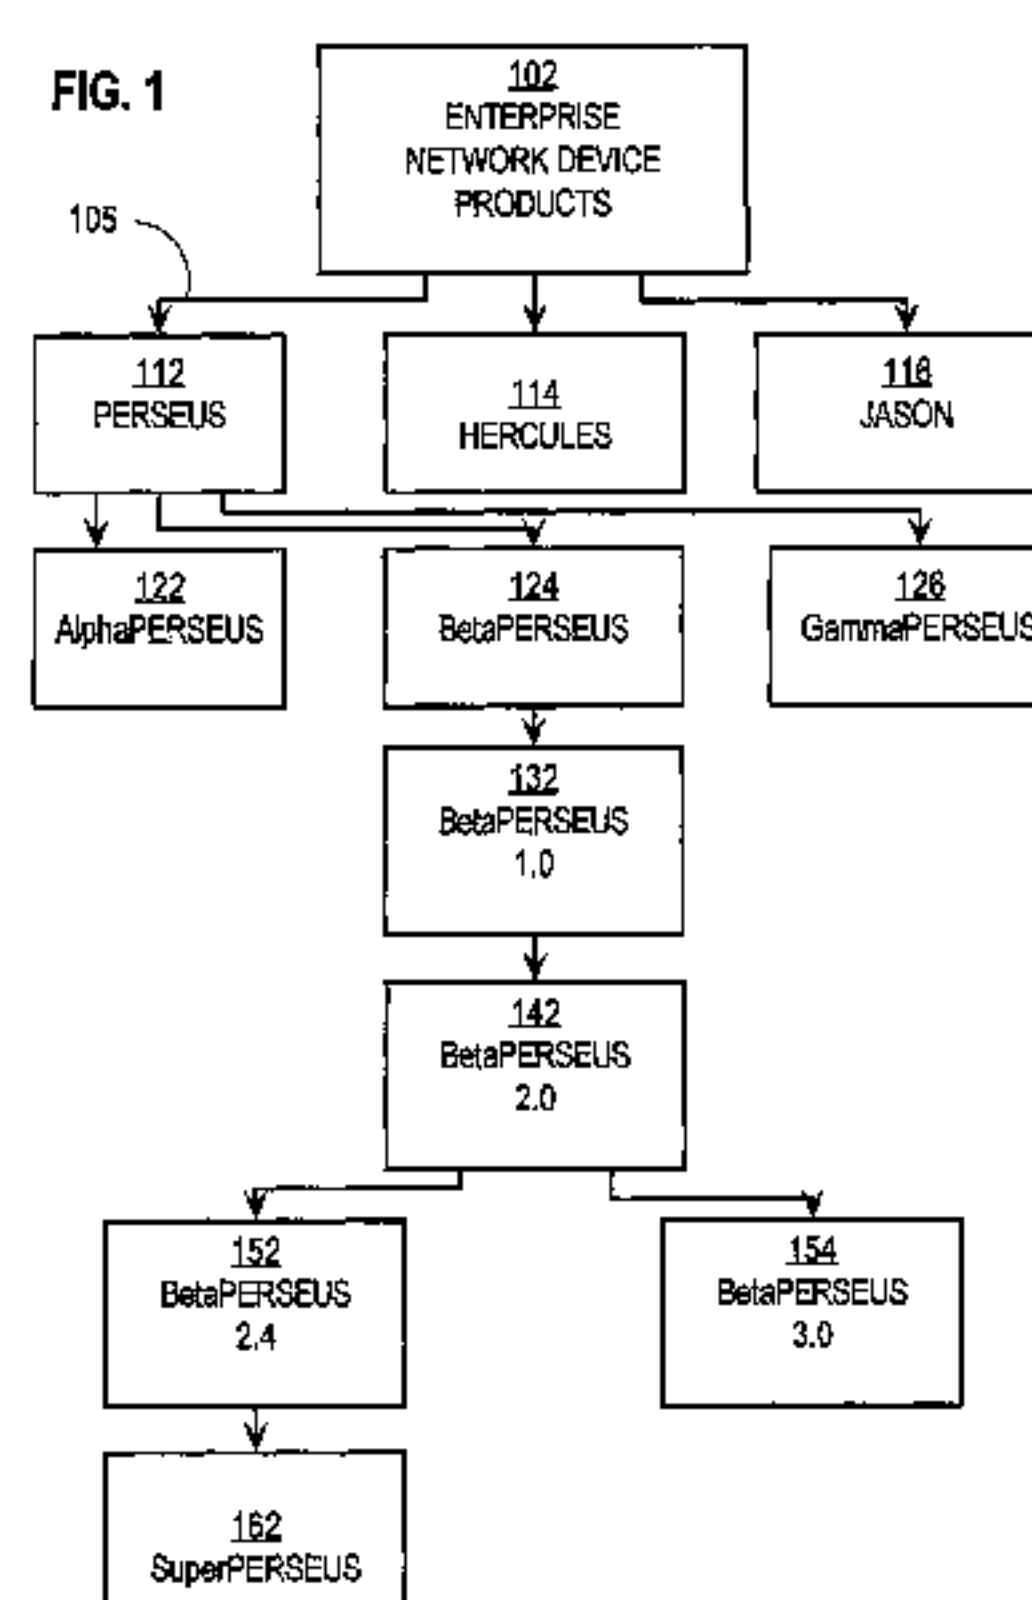 FIG. 1
102
ENTERPRISE
NETWORK DEVICE
PRODUCTS
105
112
PERSEUS
114
HERCULES
116
JASON
122
AlphaPERSEUS
124
BetaPERSEUS
126
GammaPERSEUS
132
BetaPERSEUS
1.0
142
BetaPERSEUS
2.0
152
BetaPERSEUS
2.4
154
BetaPERSEUS
3.0
162
SuperPERSEUS